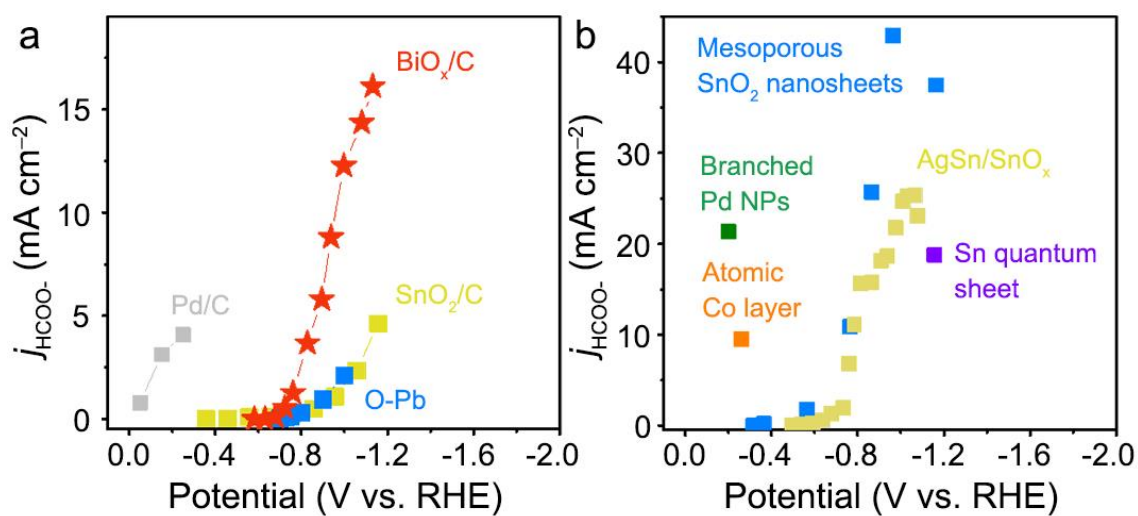 a
j_HCOO- (mA cm⁻²)
15
10
5
0
BiOₓ/C
Pd/C
SnO₂/C
O-Pb
0.0 -0.4 -0.8 -1.2 -1.6 -2.0
Potential (V vs. RHE)
b
j_HCOO- (mA cm⁻²)
40
30
20
10
0
Mesoporous
SnO₂ nanosheets
Branched
Pd NPs
AgSn/SnOₓ
Atomic
Co layer
Sn quantum
sheet
0.0 -0.4 -0.8 -1.2 -1.6 -2.0
Potential (V vs. RHE)